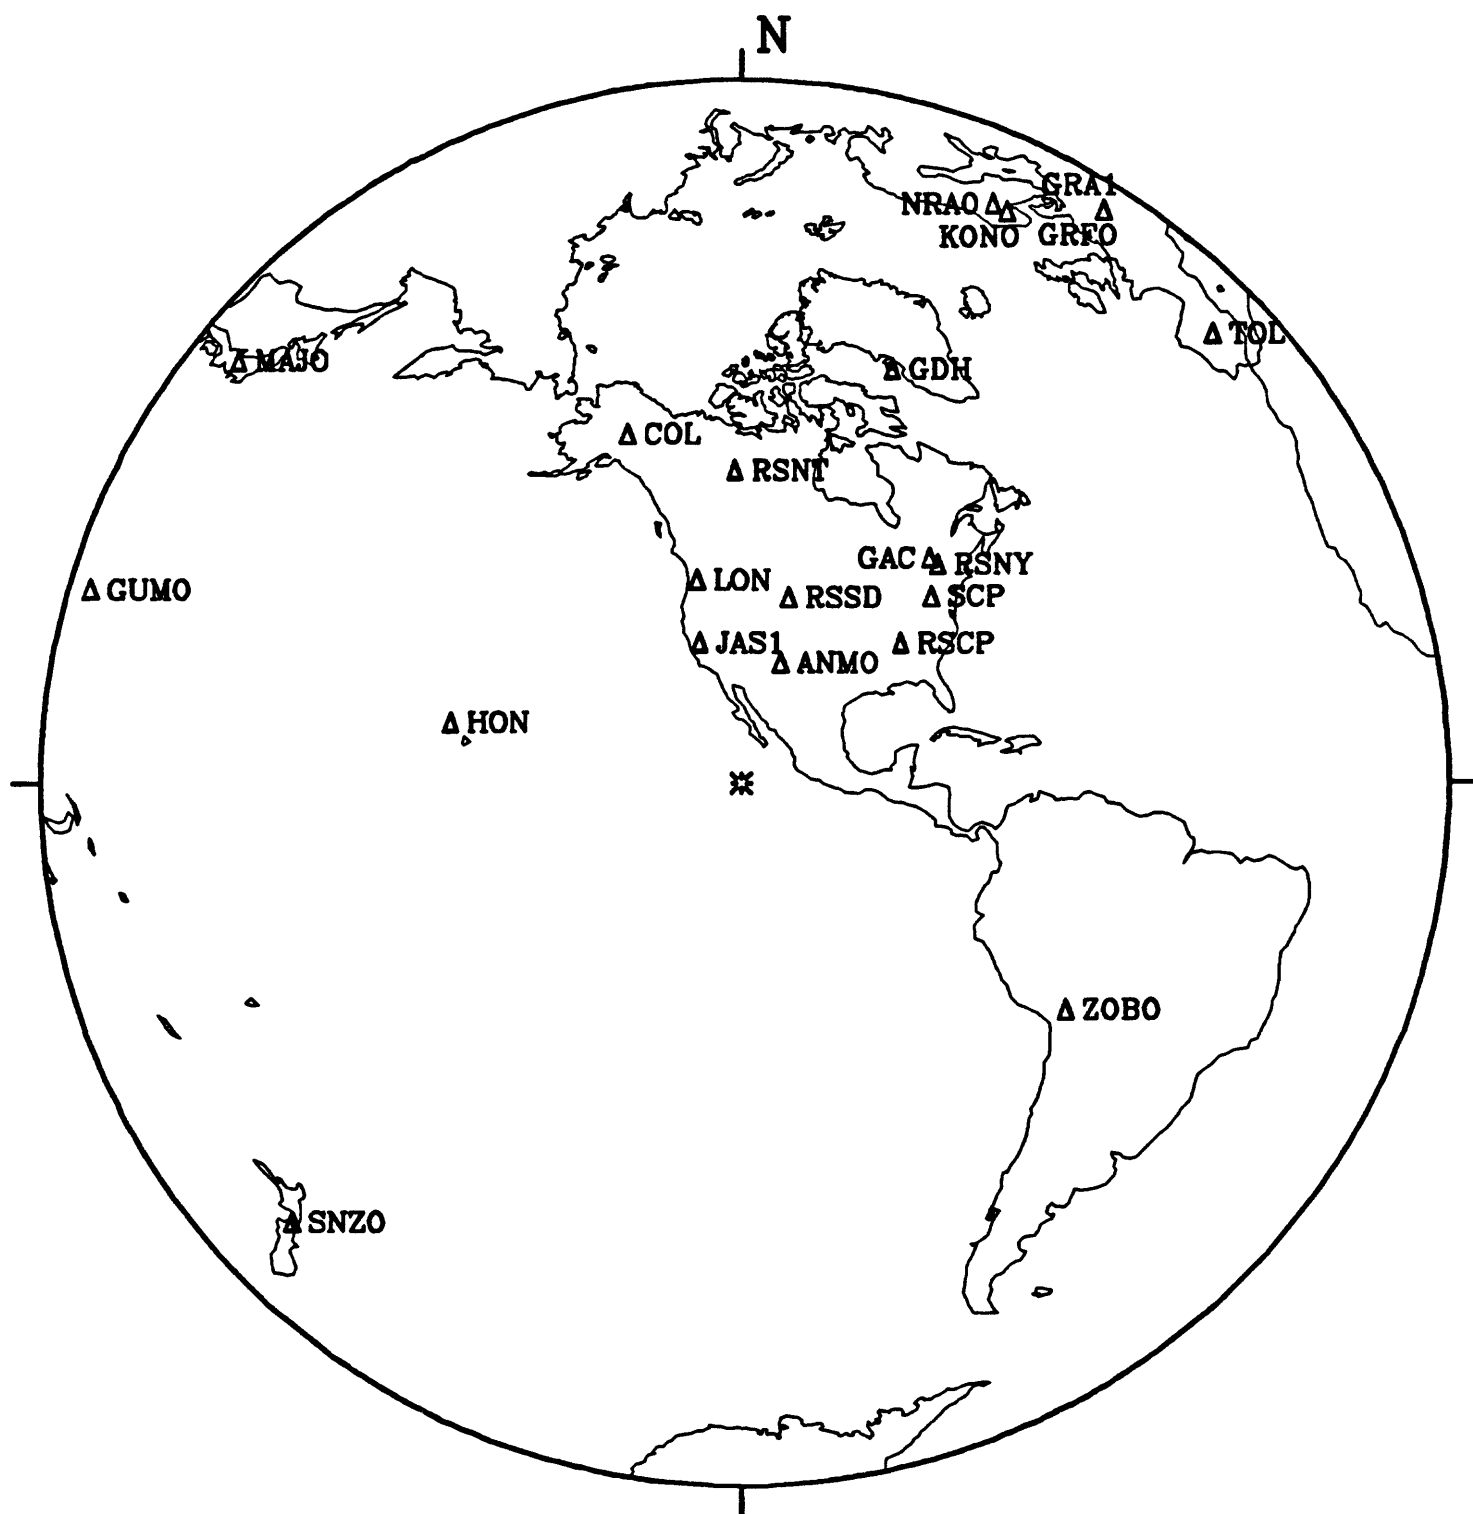 N
GRA1
NRAO
KONO
GRFO
TOL
MAJO
GDH
COL
RSNT
GAC
RSNY
LON
RSSD
SCP
GUMO
JAS1
ANMO
RSCP
HON
ZOBO
SNZO